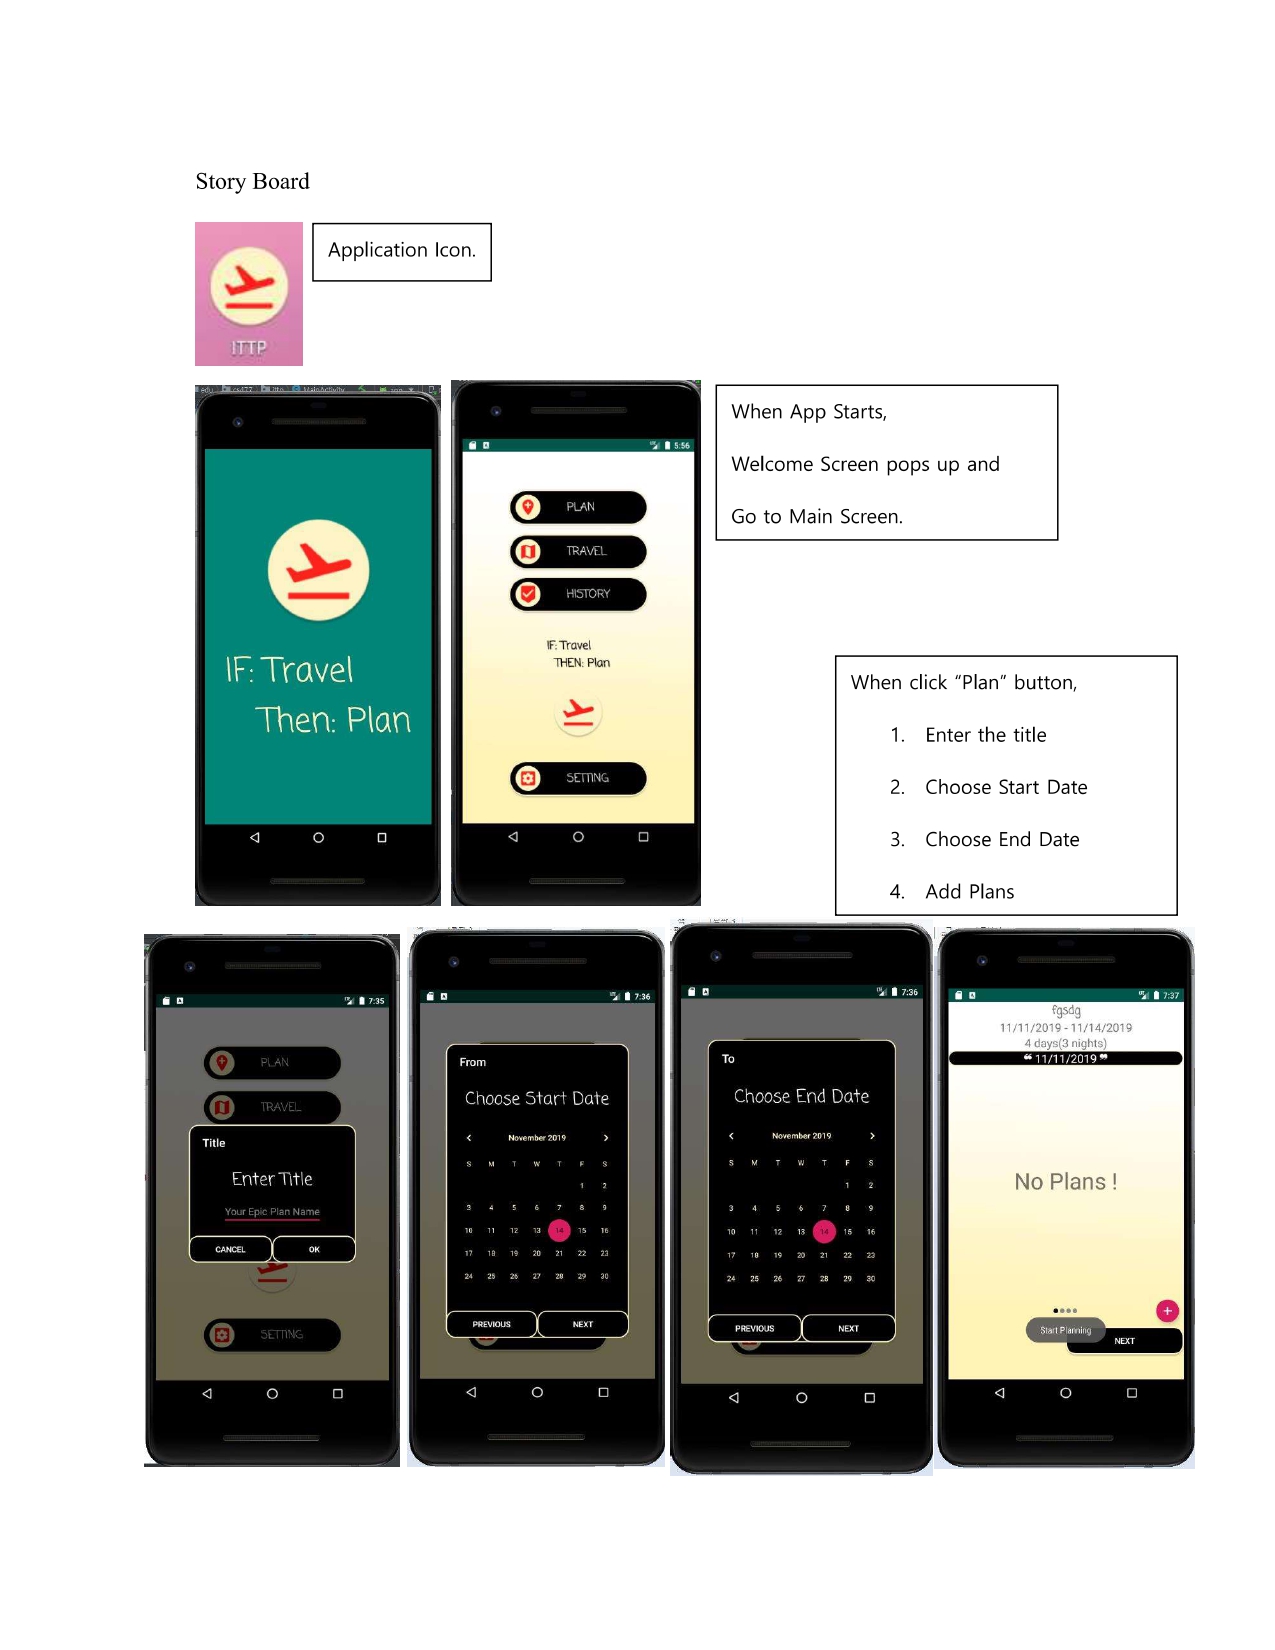 Story Board
Application Icon.
ITTP
MainActivity
When App Starts,
Welcome Screen pops up and
Go to Main Screen.
IF: Travel
Then: Plan
5:56
PLAN
TRAVEL
HISTORY
IF: Travel
THEN: Plan
SETTING
When click “Plan” button,
1. Enter the title
2. Choose Start Date
3. Choose End Date
4. Add Plans
7:35
PLAN
TRAVEL
Title
Enter Title
Your Epic Plan Name
CANCEL OK
SETTING
7:36
From
Choose Start Date
November 2019
S M T W T F S
1 2
3 4 5 6 7 8 9
10 11 12 13 14 15 16
17 18 19 20 21 22 23
24 25 26 27 28 29 30
PREVIOUS NEXT
7:36
To
Choose End Date
November 2019
S M T W T F S
1 2
3 4 5 6 7 8 9
10 11 12 13 14 15 16
17 18 19 20 21 22 23
24 25 26 27 28 29 30
PREVIOUS NEXT
7:37
fgsdg
11/11/2019 - 11/14/2019
4 days(3 nights)
❝ 11/11/2019 ❞
No Plans !
+
Start Planning
NEXT